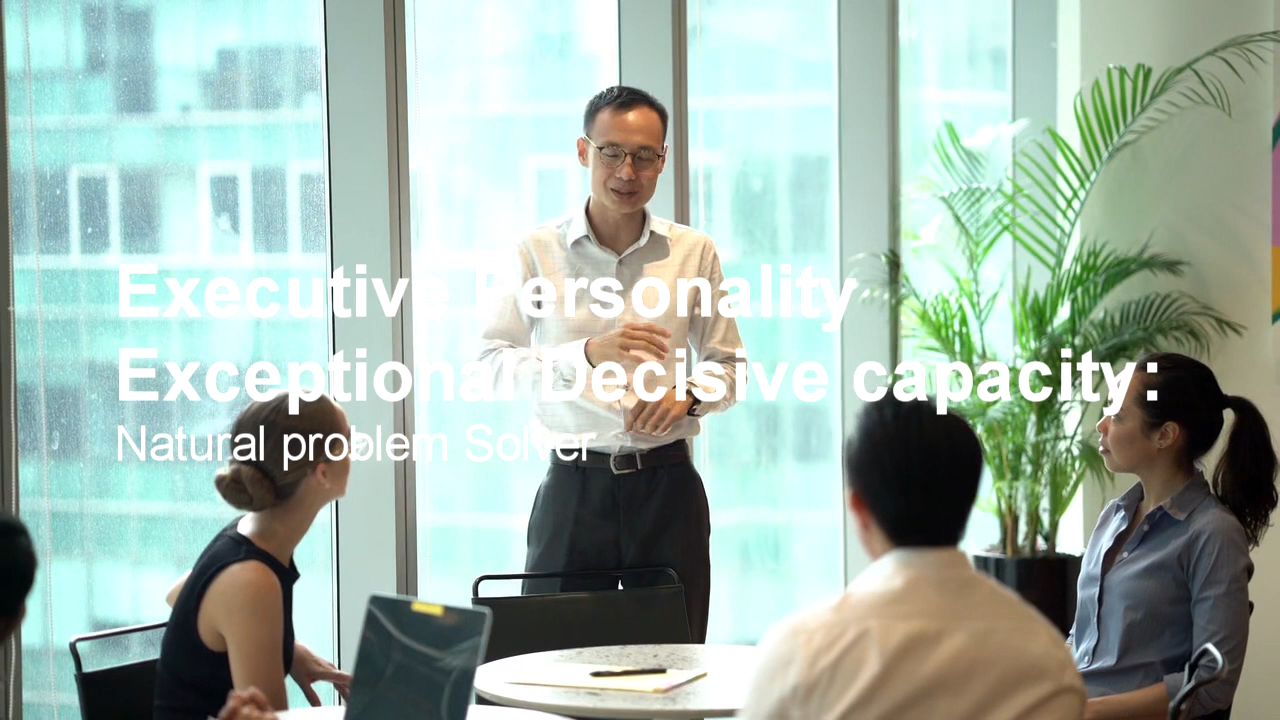 Executive Personality
Exceptional Decisive capacity:
Natural problem Solver